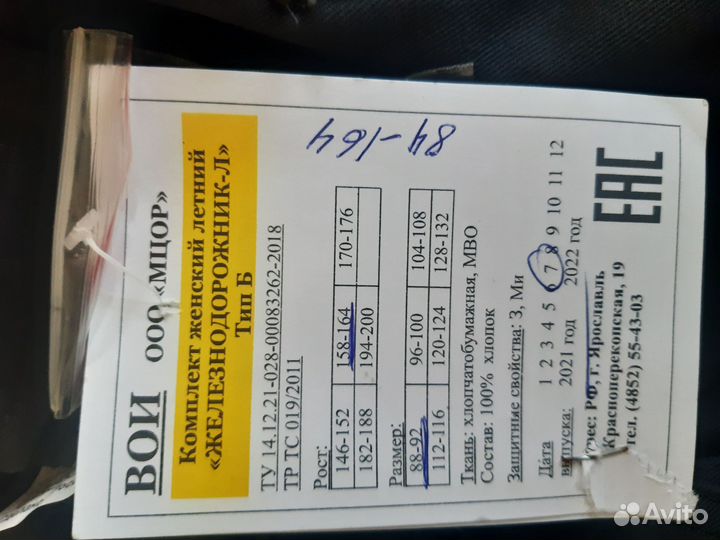 ВОИ ООО «МЦОР»
Комплект женский летний
«ЖЕЛЕЗНОДОРОЖНИК-Л»
Тип Б
ТУ 14.12.21-028-00083262-2018
ТР ТС 019/2011
84-164
Рост:
146-152 158-164 170-176
182-188 194-200
Размер:
88-92 96-100 104-108
112-116 120-124 128-132
Ткань: хлопчатобумажная, МВО
Состав: 100% хлопок
Защитные свойства: З, Ми
Дата 1 2 3 4 5 6 7 8 9 10 11 12
выпуска: 2021 год 2022 год
Адрес: РФ, г. Ярославль
Красноперекопская, 19
тел. (4852) 55-43-03
ЕАС
Avito